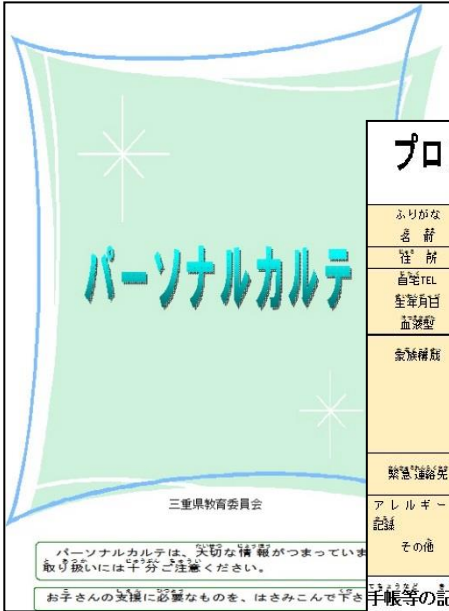 パーソナルカルテ
三重県教育委員会
パーソナルカルテは、大切な情報がつまっていま
取り扱いには十分ご注意ください。
お子さんの支援に必要なものを、はさみこんで下さ
プロ
ふりがな
名前
住所
自宅TEL
生年月日
血液型
家族構成
緊急連絡先
アレルギー
記録
その他
手帳等の記